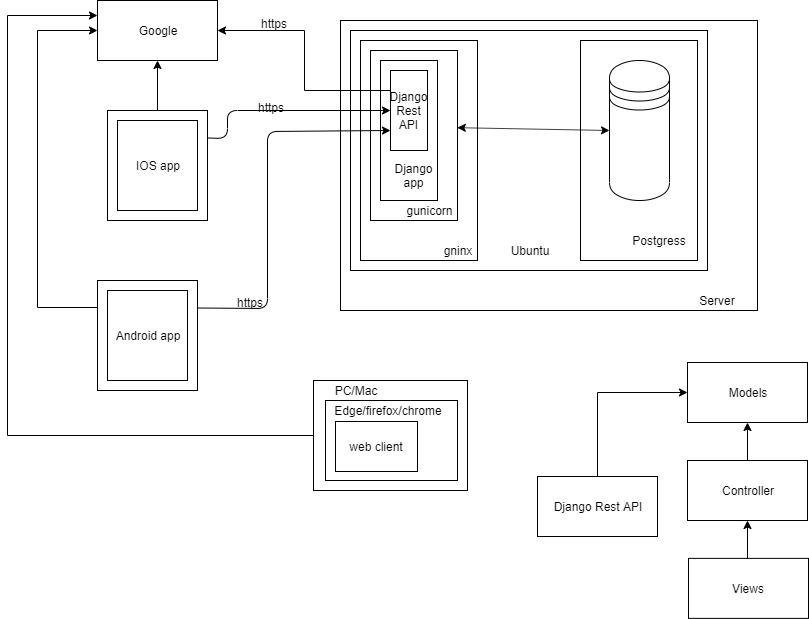 Google
https
https
IOS app
Django
Rest
API
Django
app
gunicorn
gninx
Ubuntu
Postgress
Server
https
Android app
PC/Mac
Edge/firefox/chrome
web client
Models
Controller
Django Rest API
Views